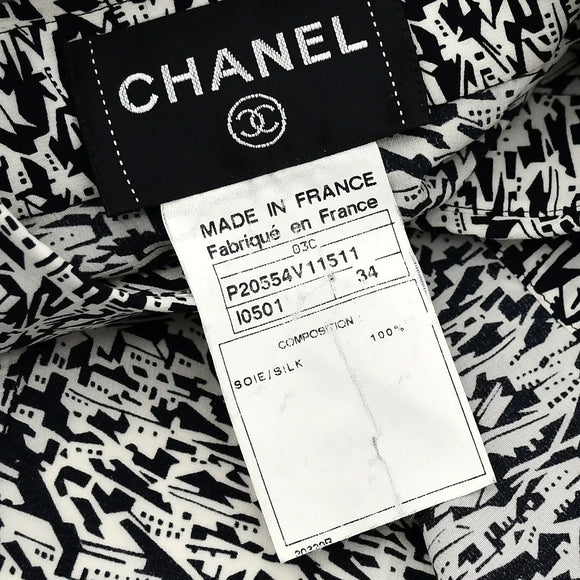 CHANEL
MADE IN FRANCE
Fabriqué en France
03C
P20554V11511
I0501 34
COMPOSITION
SOIE/SILK 100%